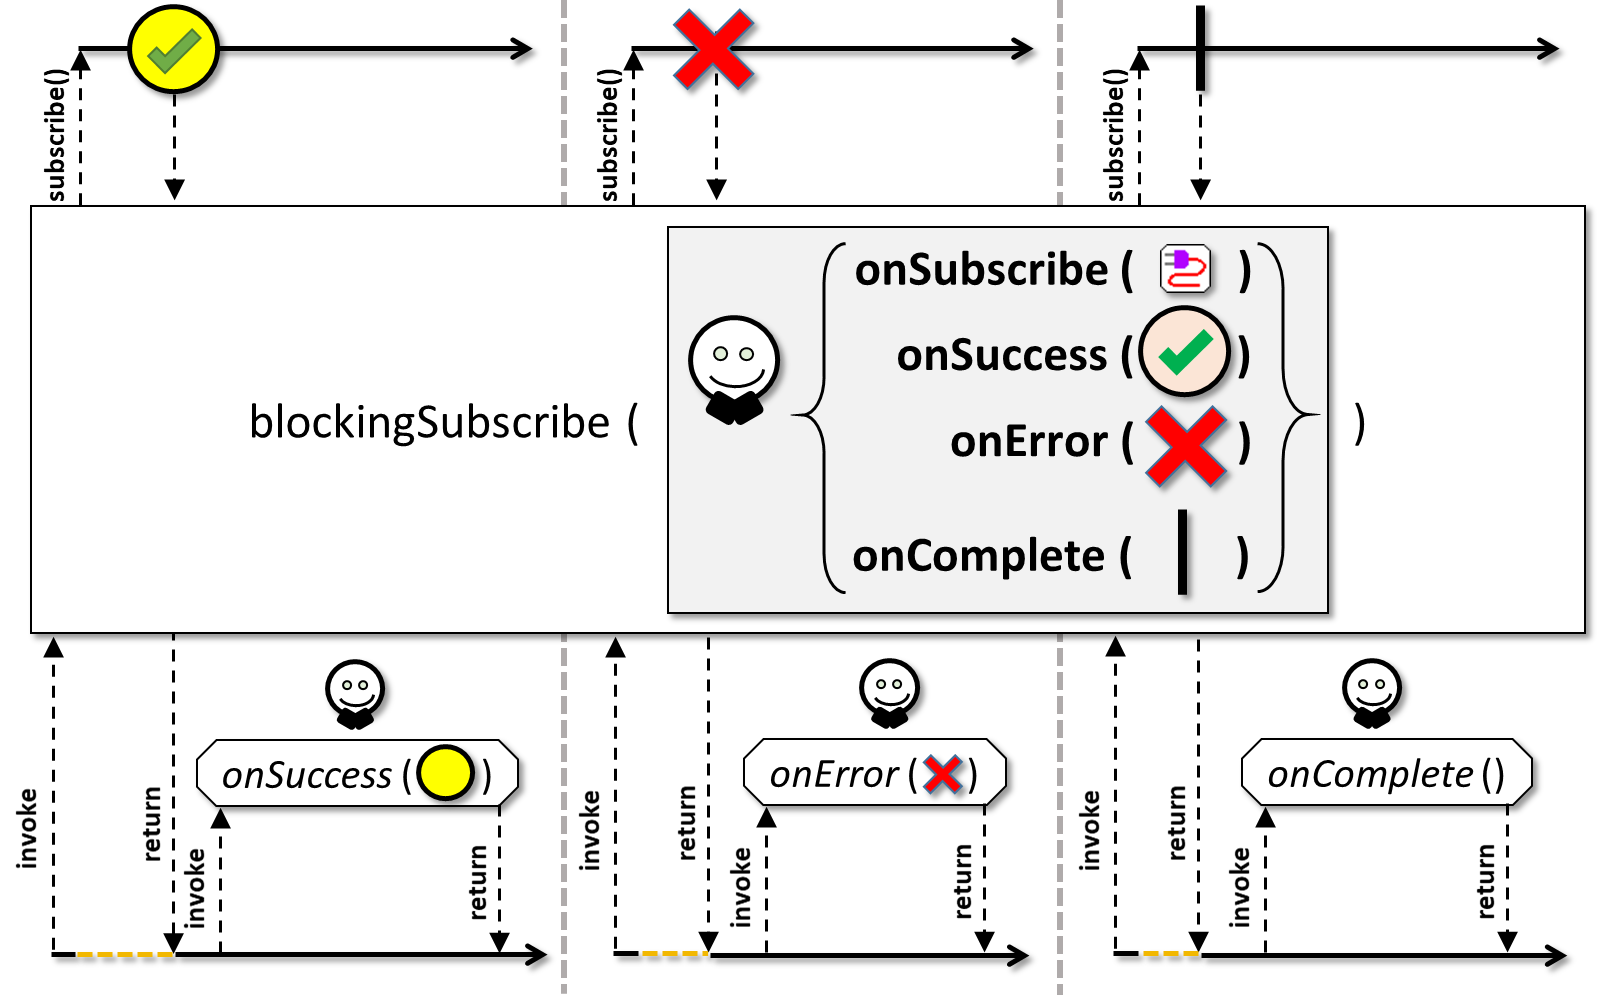 subscribe()
subscribe()
subscribe()
blockingSubscribe (
onSubscribe ( )
onSuccess ( )
onError ( )
onComplete ( )
)
invoke
return
invoke
onSuccess ( )
return
invoke
return
invoke
onError ( )
return
invoke
return
invoke
onComplete ()
return